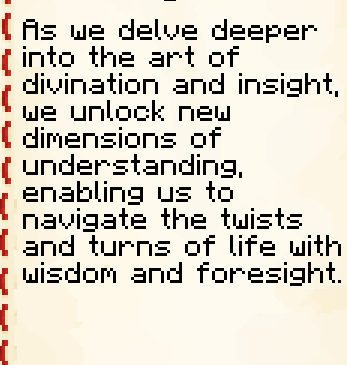 As we delve deeper
into the art of
divination and insight,
we unlock new
dimensions of
understanding,
enabling us to
navigate the twists
and turns of life with
wisdom and foresight.